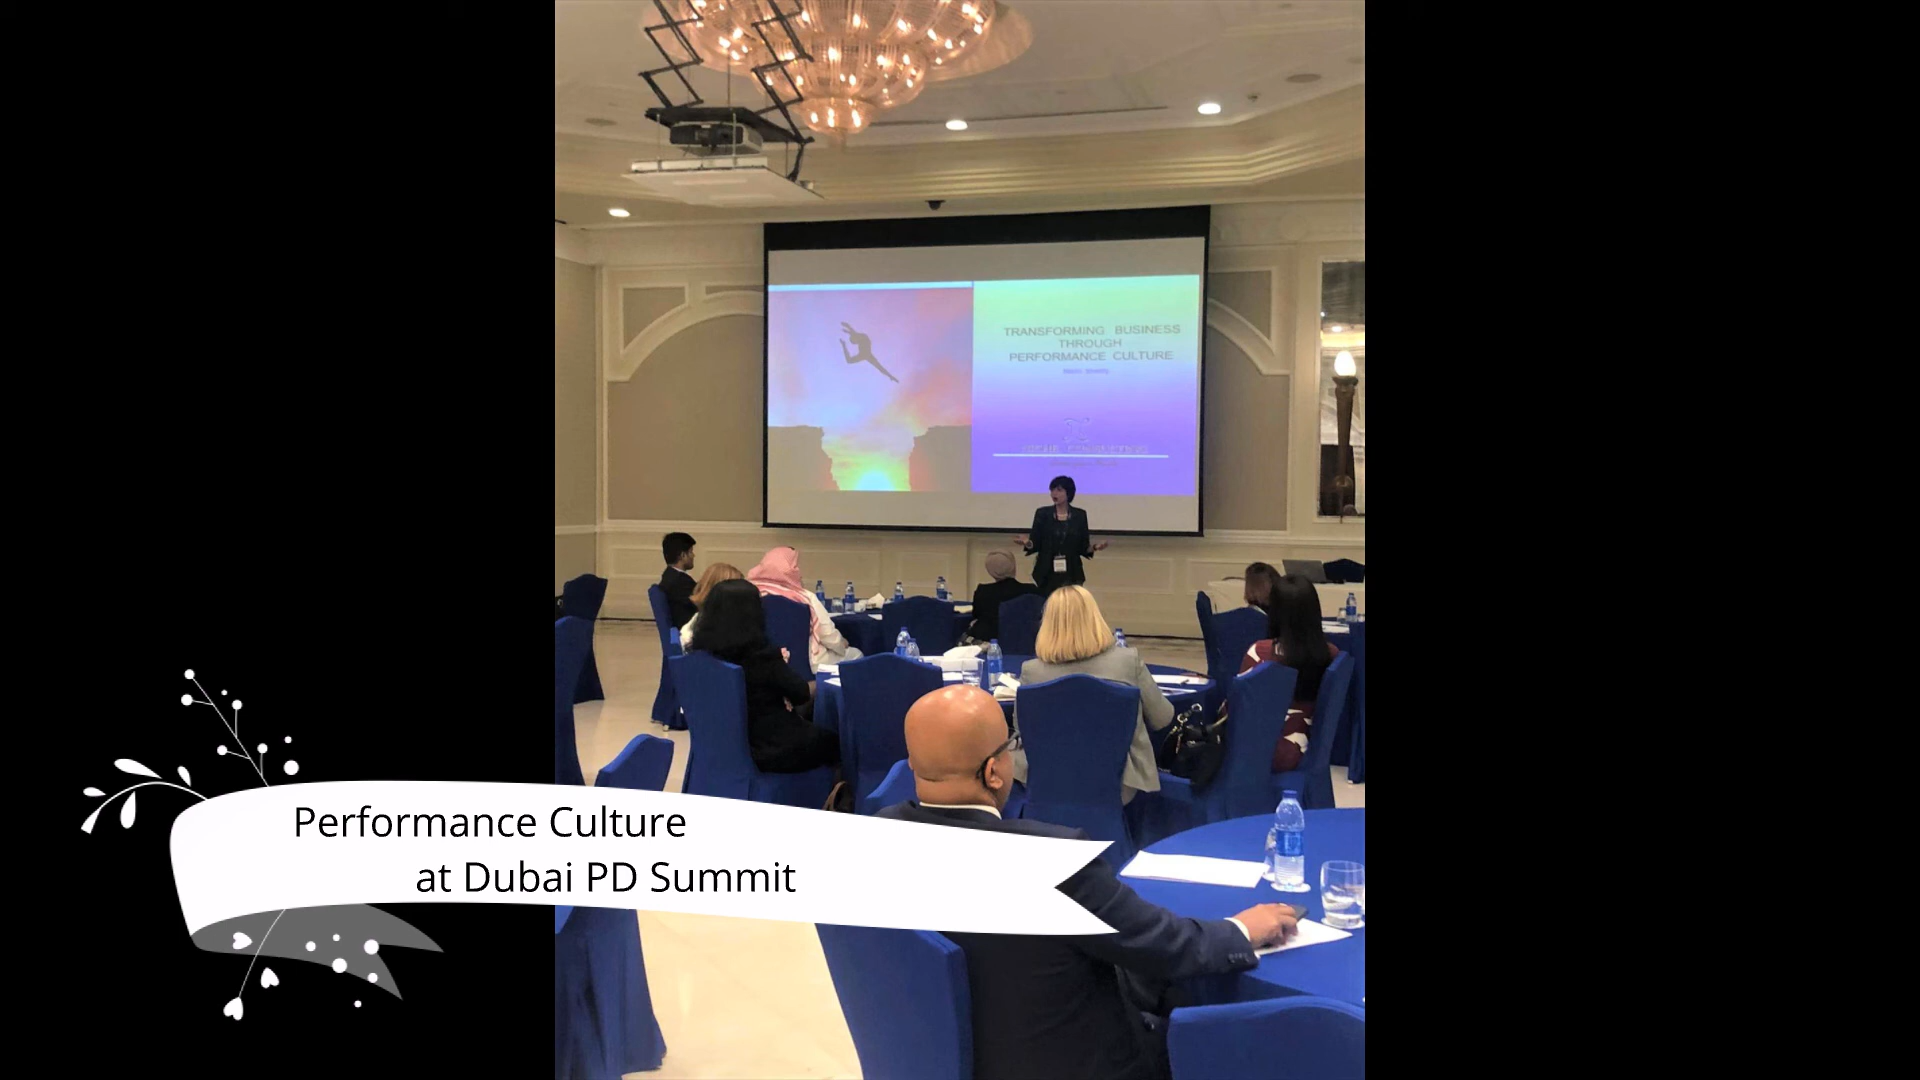 TRANSFORMING BUSINESS
THROUGH
PERFORMANCE CULTURE
Performance Culture
at Dubai PD Summit